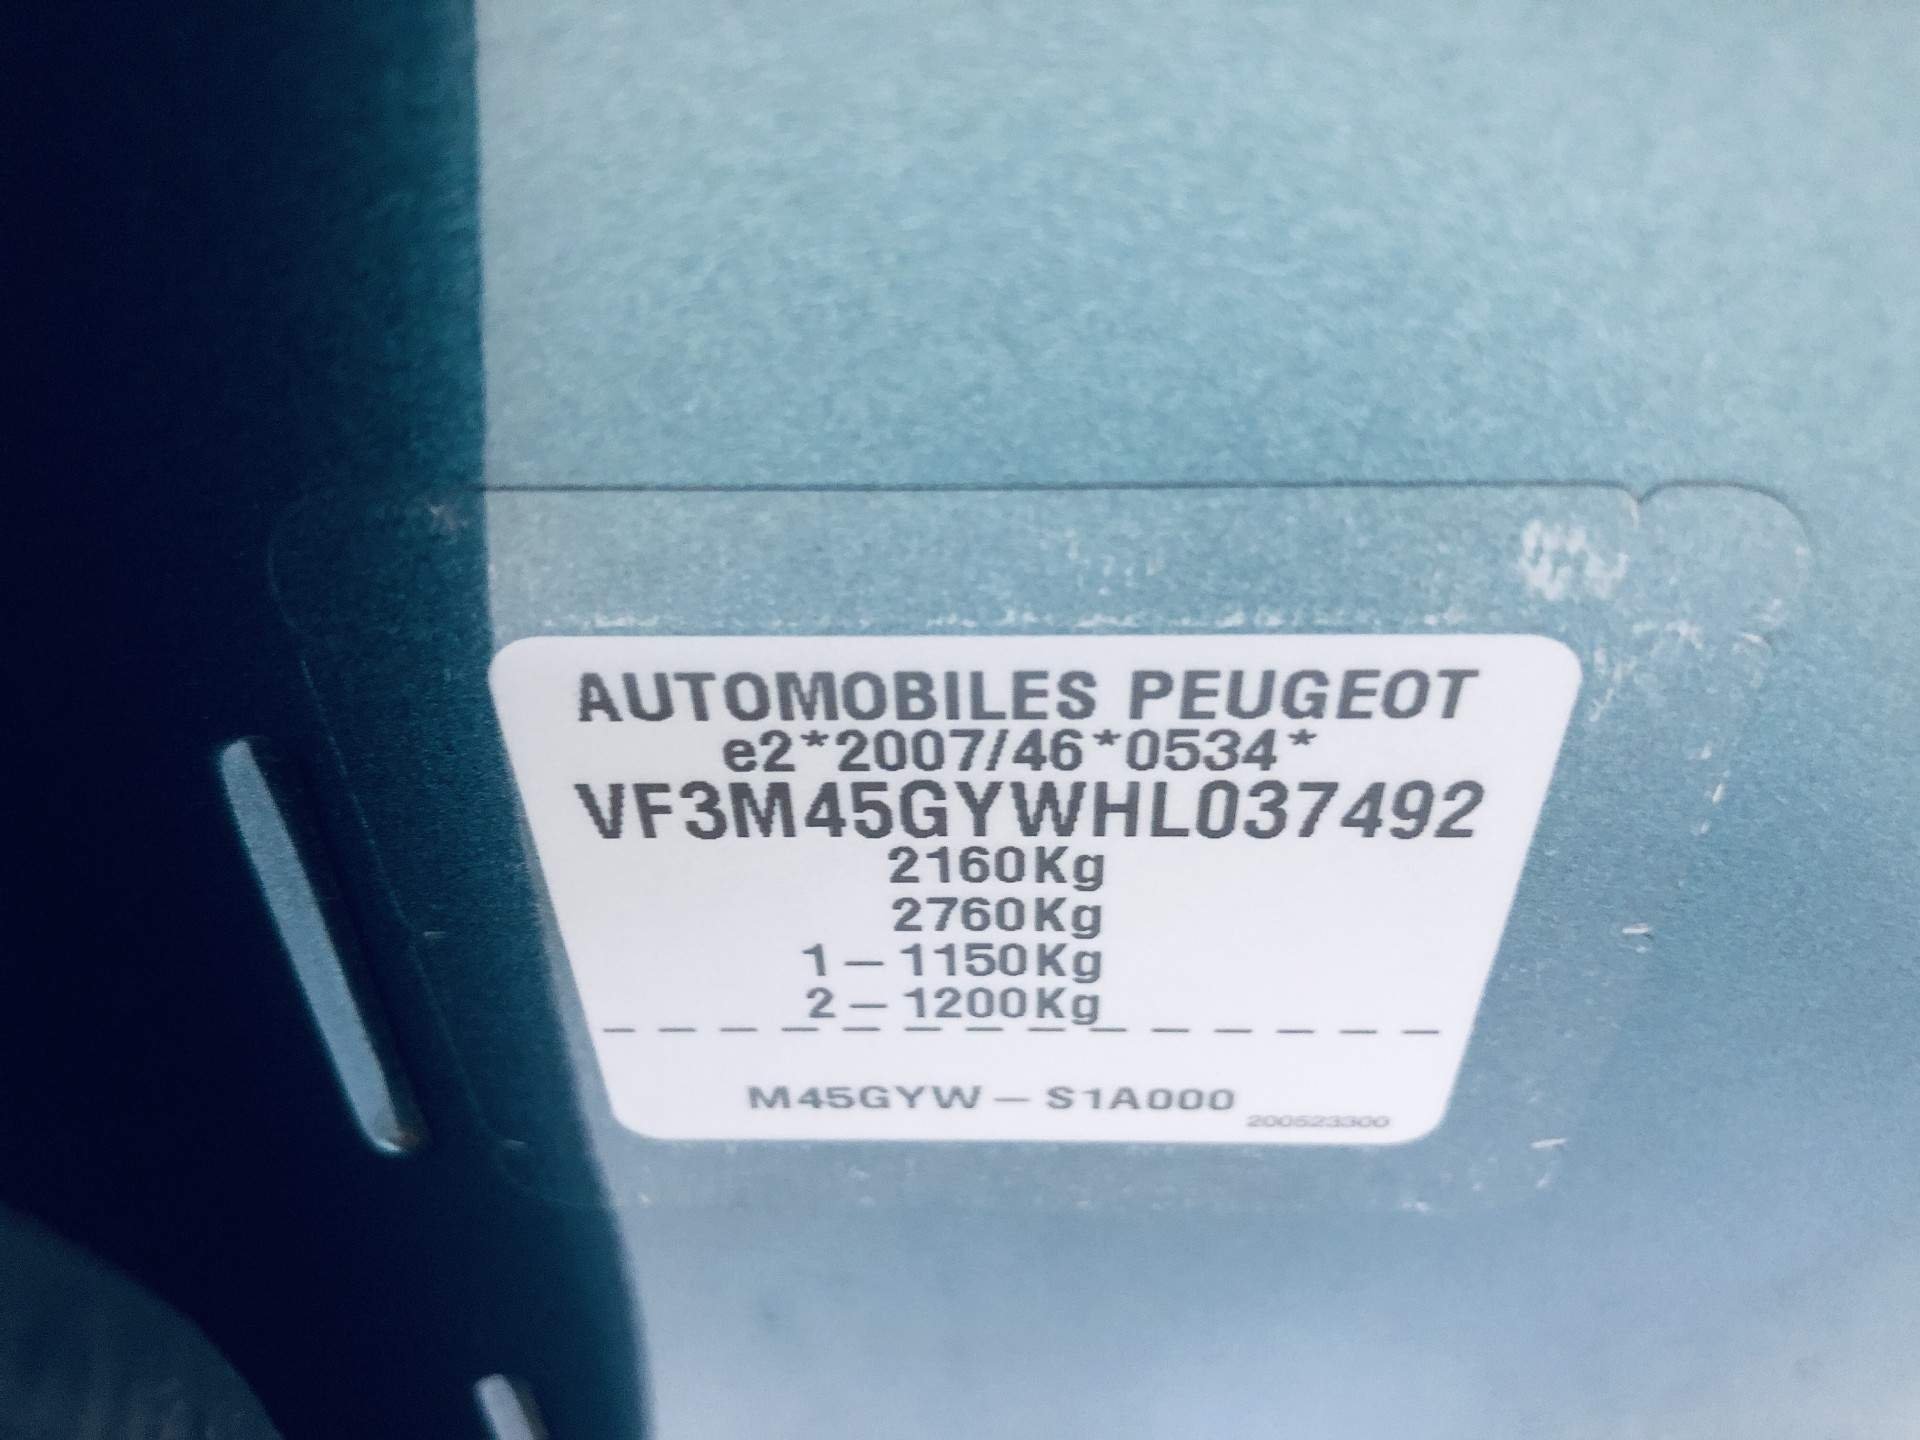 AUTOMOBILES PEUGEOT
e2*2007/46*0534*
VF3M45GYWHL037492
2160Kg
2760Kg
1 – 1150Kg
2 – 1200Kg
M45GYW – S1A000
200523300